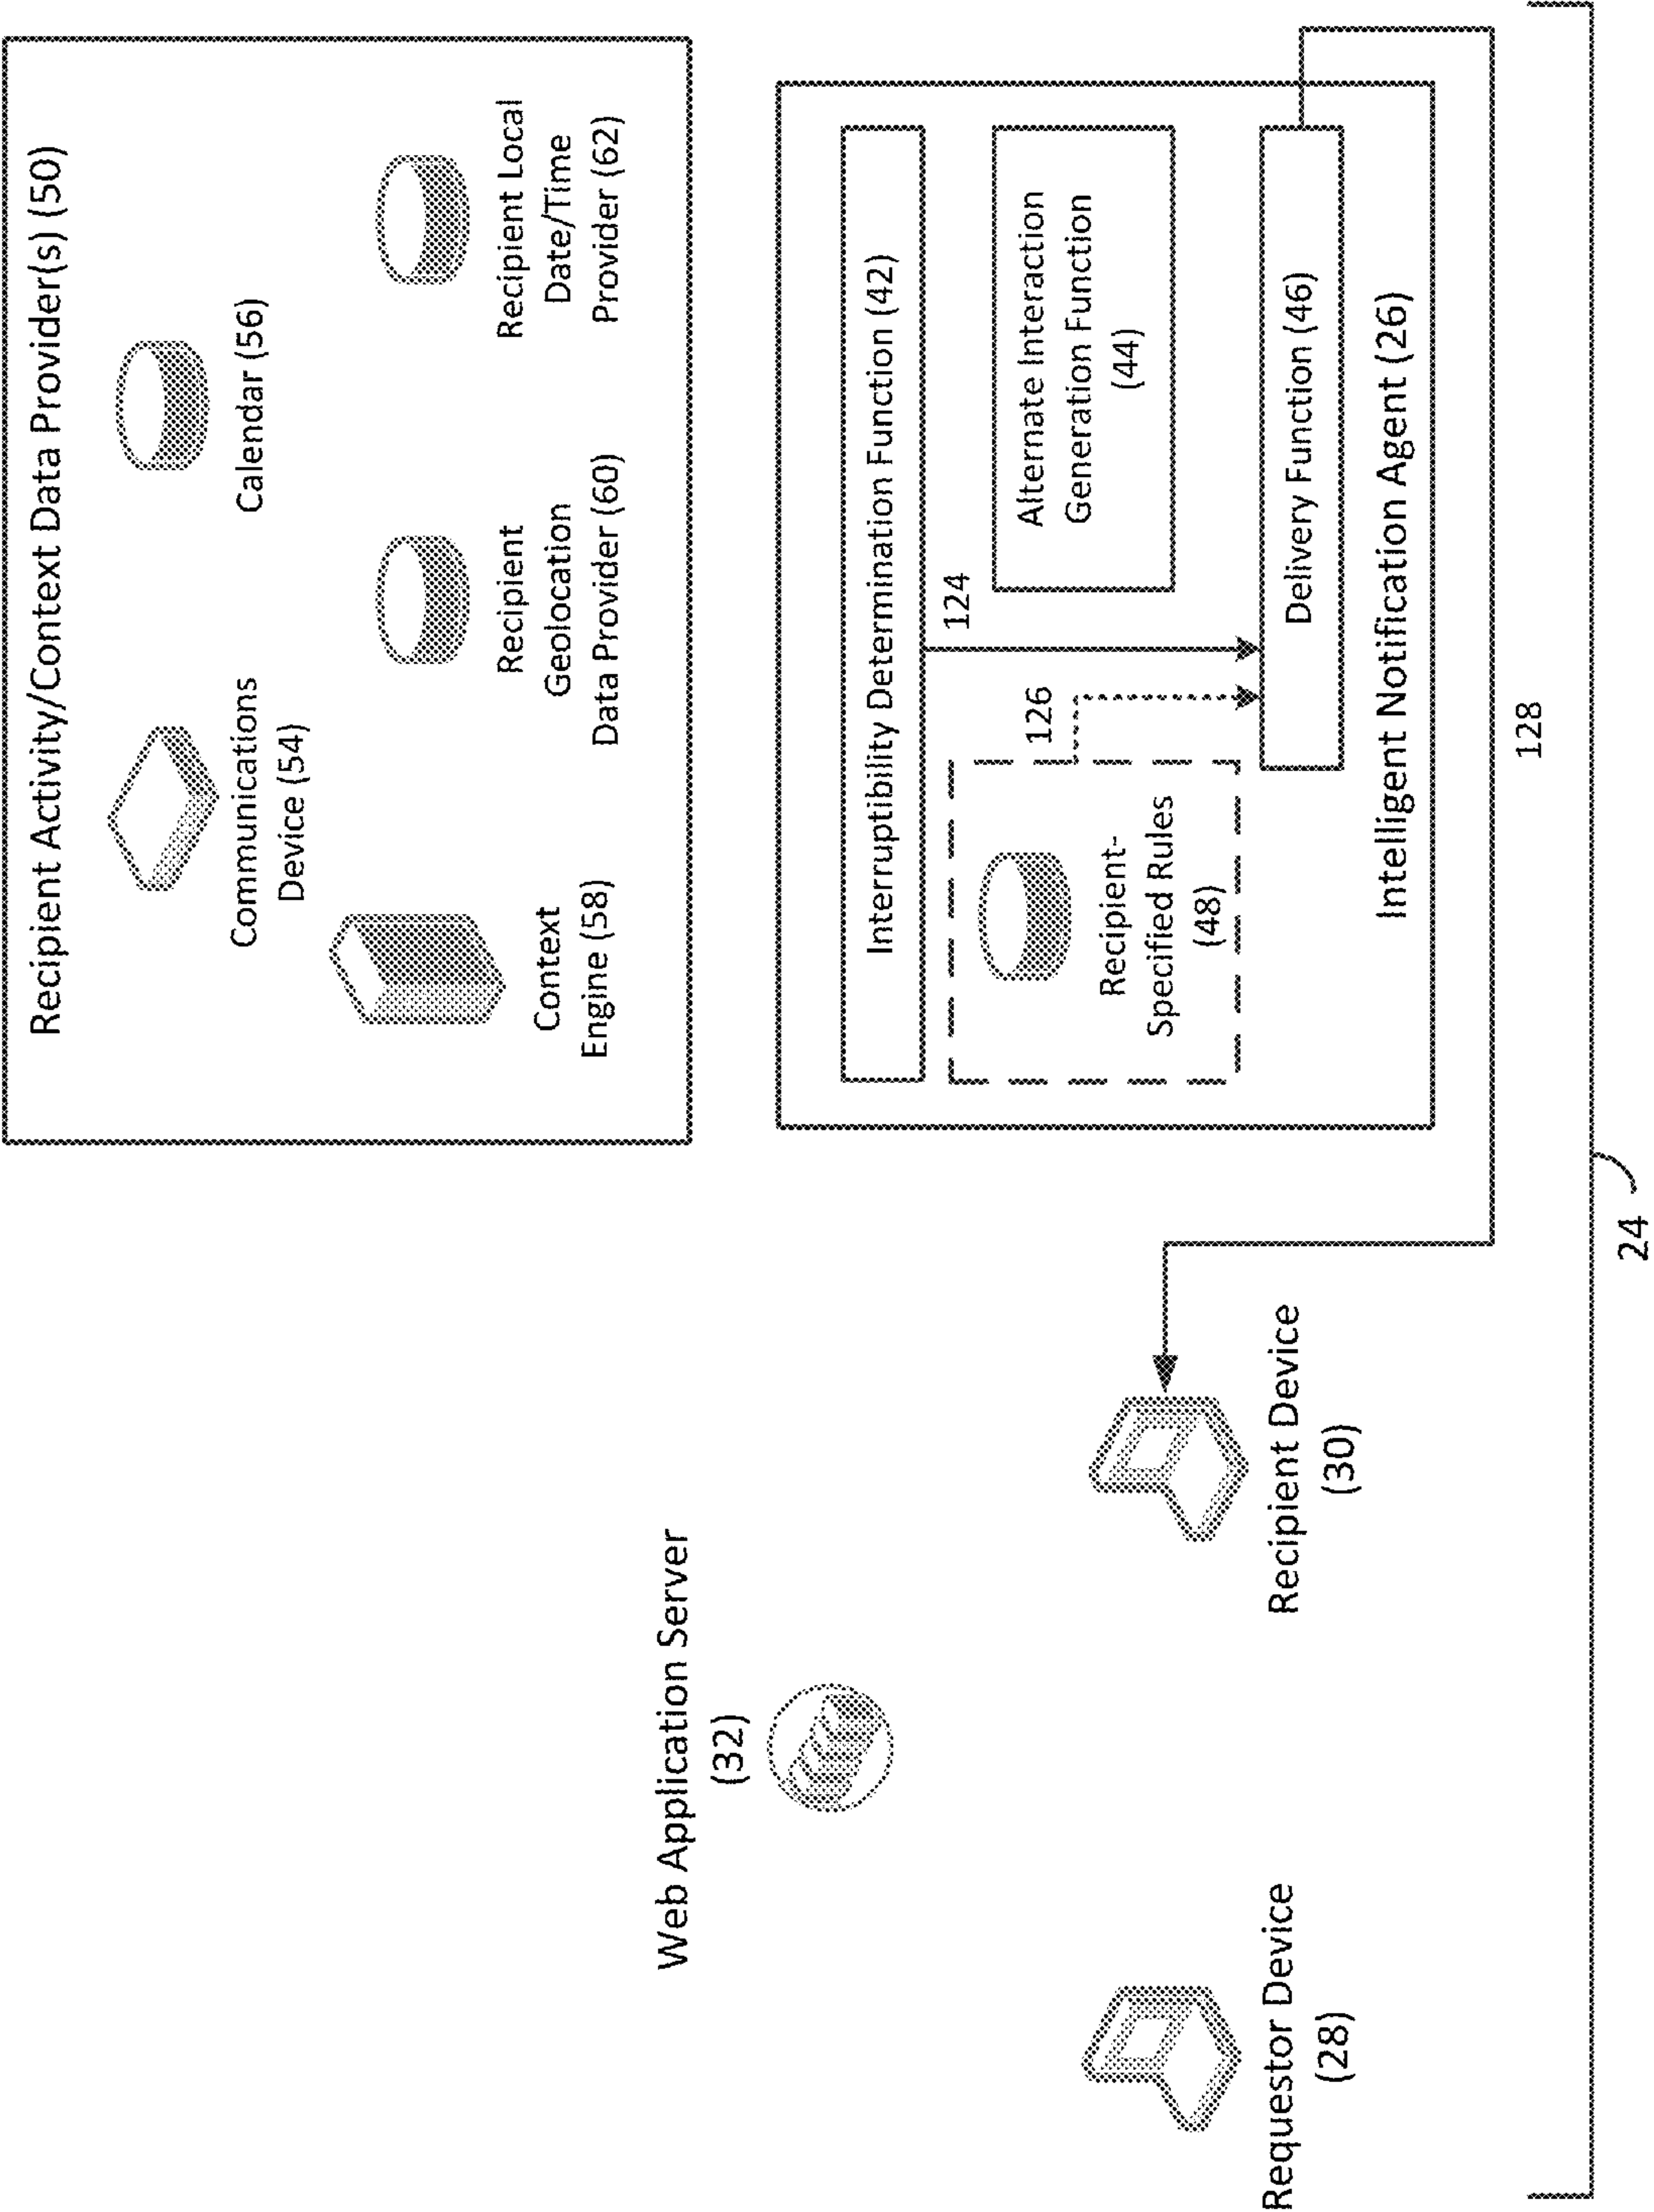 Recipient Activity/Context Data Provider(s) (50)
Communications
Device (54)
Calendar (56)
Context
Engine (58)
Recipient
Geolocation
Data Provider (60)
Recipient Local
Date/Time
Provider (62)
Web Application Server
(32)
Interruptibility Determination Function (42)
124
126
Recipient-
Specified Rules
(48)
Alternate Interaction
Generation Function
(44)
Delivery Function (46)
Intelligent Notification Agent (26)
Requestor Device
(28)
Recipient Device
(30)
128
24